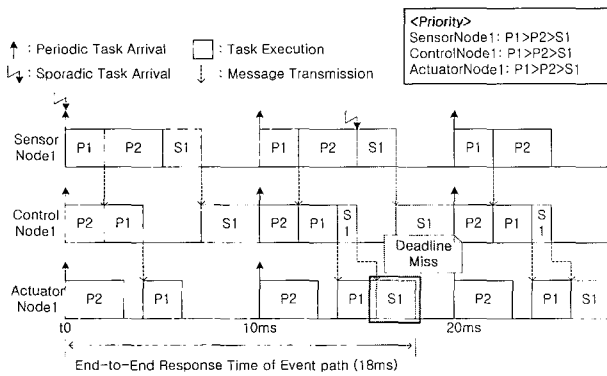 <Priority>
SensorNode1: P1>P2>S1
ControlNode1: P1>P2>S1
ActuatorNode1: P1>P2>S1
: Periodic Task Arrival
: Task Execution
: Sporadic Task Arrival
: Message Transmission
Sensor
Node1
P1 P2 S1 P1 P2 S1 P1 P2
Control
Node1
P2 P1 S1 P2 P1 S
1 S1 P2 P1 S
1
Deadline
Miss
Actuator
Node1
P2 P1 P2 P1 S1 P2 P1 S1
t0 10ms 20ms
End-to-End Response Time of Event path (18ms)